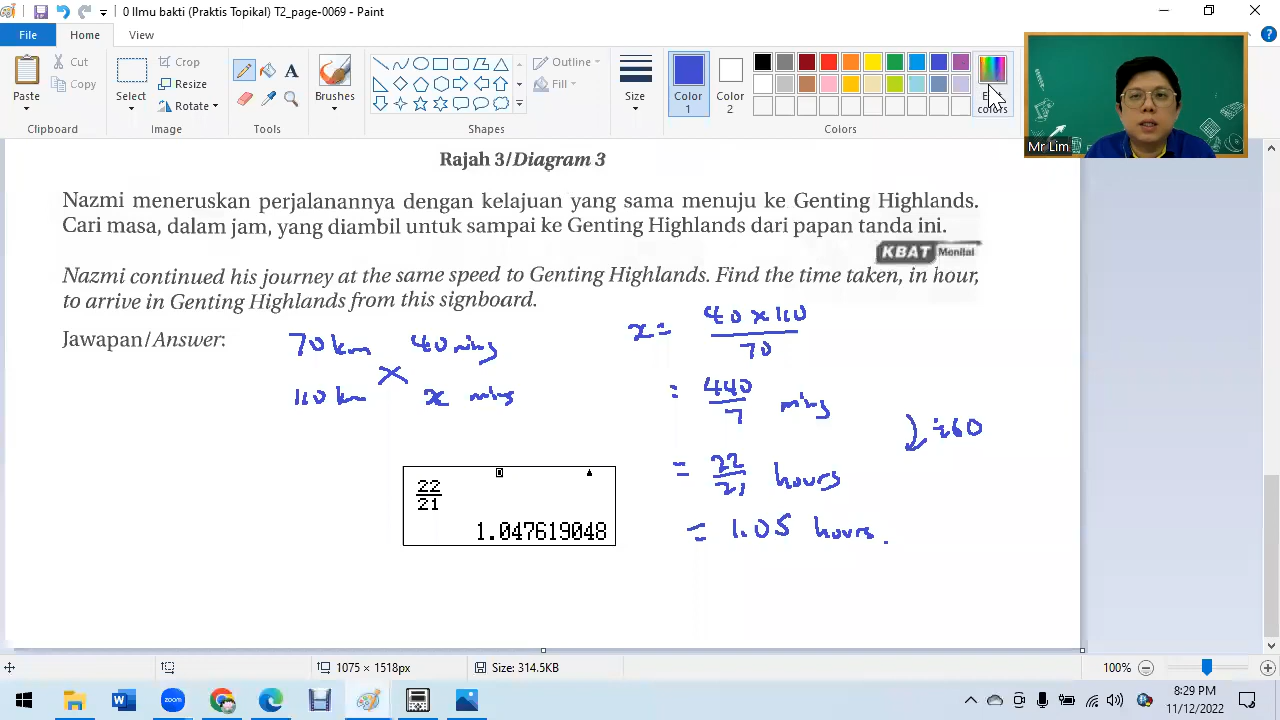 0 Ilmu bakti (Praktis Topikal) T2_page-0069 - Paint
File Home View
Paste Cut Copy Clipboard
Select Crop Resize Rotate Image
Tools
Brushes
Outline Fill Shapes
Size
Color 1 Color 2 Colors
Mr Lim
Rajah 3/Diagram 3
Nazmi meneruskan perjalanannya dengan kelajuan yang sama menuju ke Genting Highlands.
Cari masa, dalam jam, yang diambil untuk sampai ke Genting Highlands dari papan tanda ini.
KBAT Menilai
Nazmi continued his journey at the same speed to Genting Highlands. Find the time taken, in hour,
to arrive in Genting Highlands from this signboard.
Jawapan/Answer:
70 km 40 mins
110 km x mins
x = 40 x 110 / 70
= 440 / 7 mins
÷60
= 22 / 21 hours
= 1.05 hours.
22
21
1.047619048
1075 × 1518px
Size: 314.5KB
100%
8:29 PM
11/12/2022